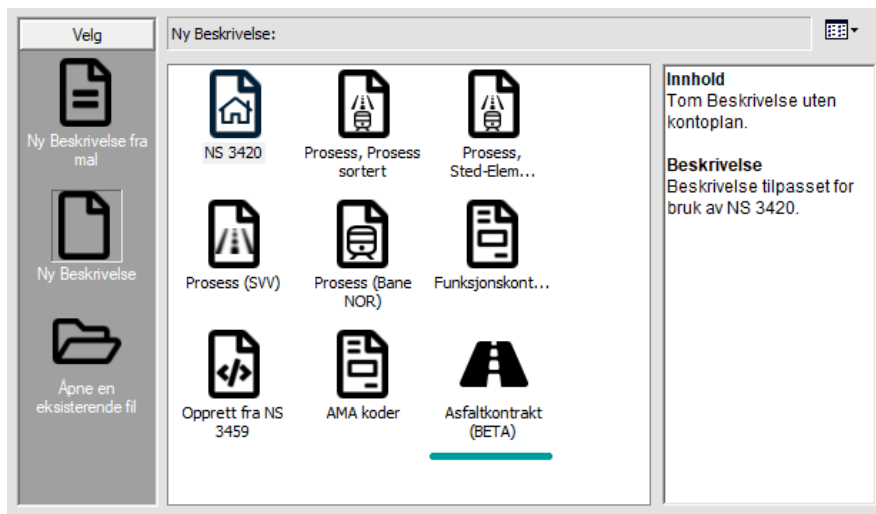 Velg
Ny Beskrivelse fra
mal
Ny Beskrivelse
Åpne en
eksisterende fil
Ny Beskrivelse:
NS 3420
Prosess, Prosess
sortert
Prosess,
Sted-Elem...
Prosess (SVV)
Prosess (Bane
NOR)
Funksjonskont...
Opprett fra NS
3459
AMA koder
Asfaltkontrakt
(BETA)
Innhold
Tom Beskrivelse uten
kontoplan.
Beskrivelse
Beskrivelse tilpasset for
bruk av NS 3420.